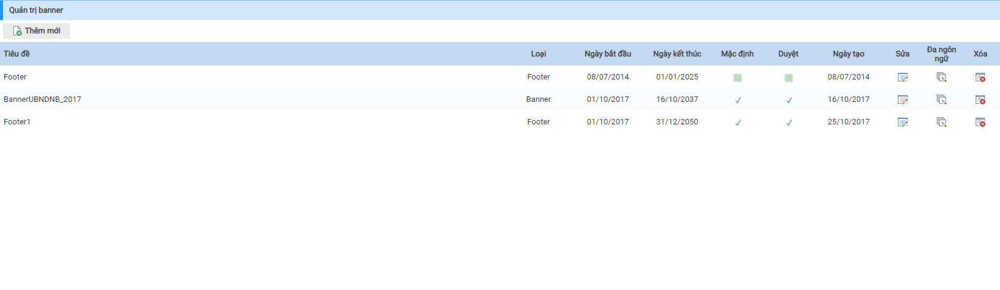 Quản trị banner
Thêm mới
Tiêu đề Loại Ngày bắt đầu Ngày kết thúc Mặc định Duyệt Ngày tạo Sửa Đa ngôn ngữ Xóa
Footer Footer 08/07/2014 01/01/2025 08/07/2014
BannerUBNDNB_2017 Banner 01/10/2017 16/10/2037 ✓ ✓ 16/10/2017
Footer1 Footer 01/10/2017 31/12/2050 ✓ ✓ 25/10/2017